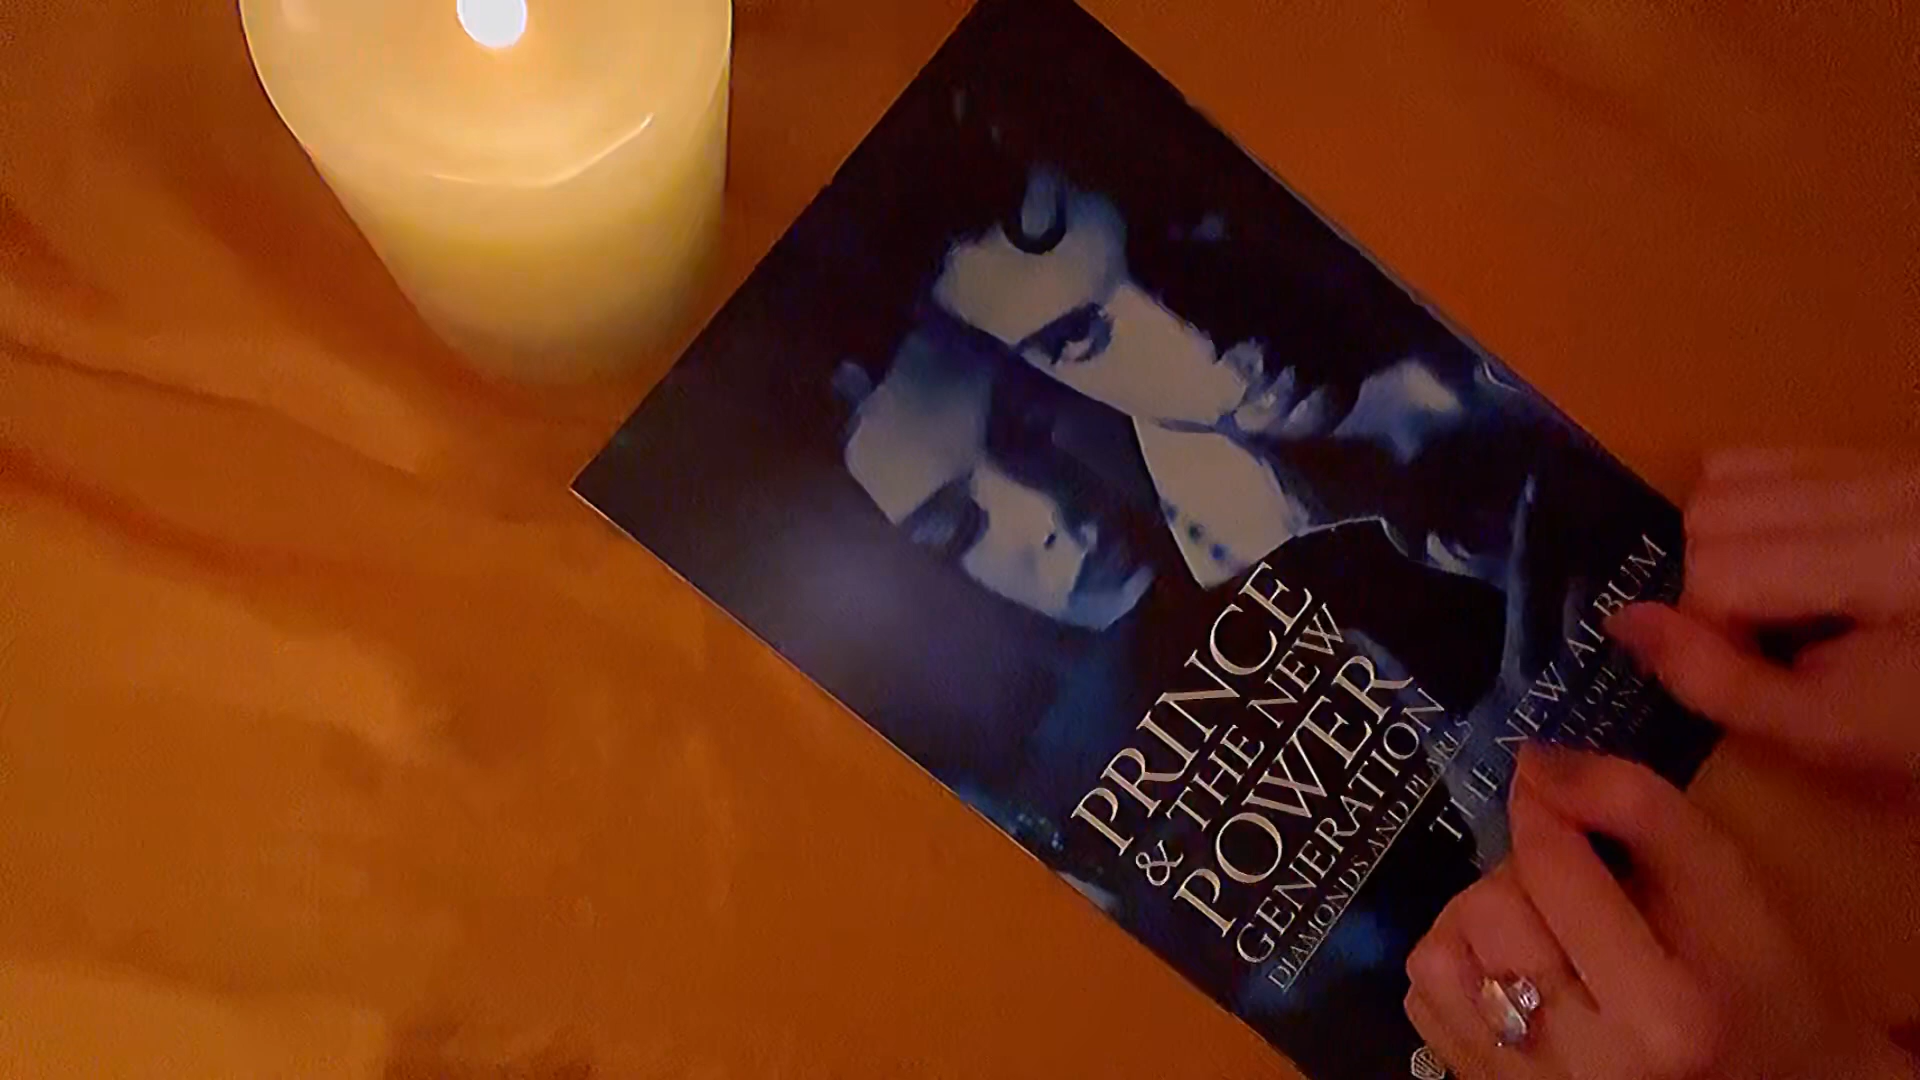 PRINCE
& THE NEW
POWER
GENERATION
DIAMONDS AND PEARLS
THE NEW ALBUM